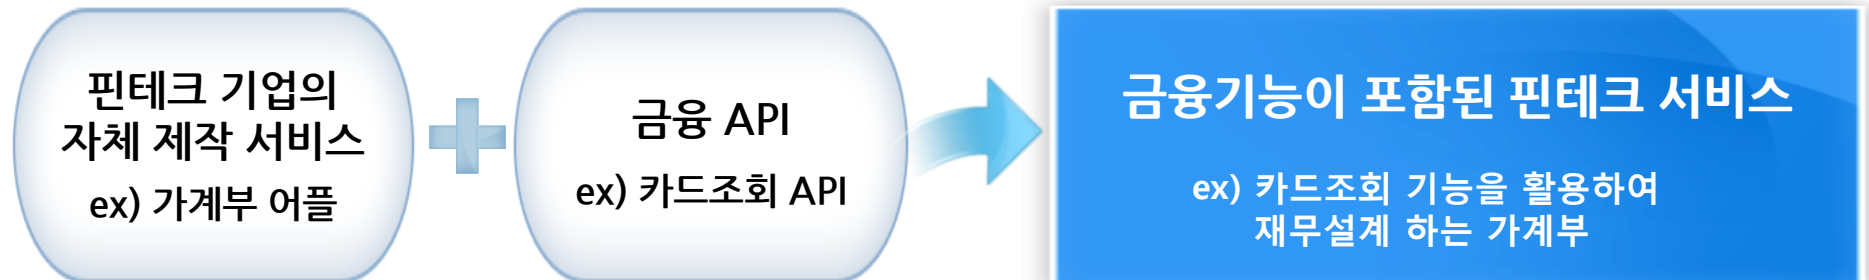 핀테크 기업의
자체 제작 서비스
ex) 가계부 어플
금융 API
ex) 카드조회 API
금융기능이 포함된 핀테크 서비스
ex) 카드조회 기능을 활용하여
재무설계 하는 가계부